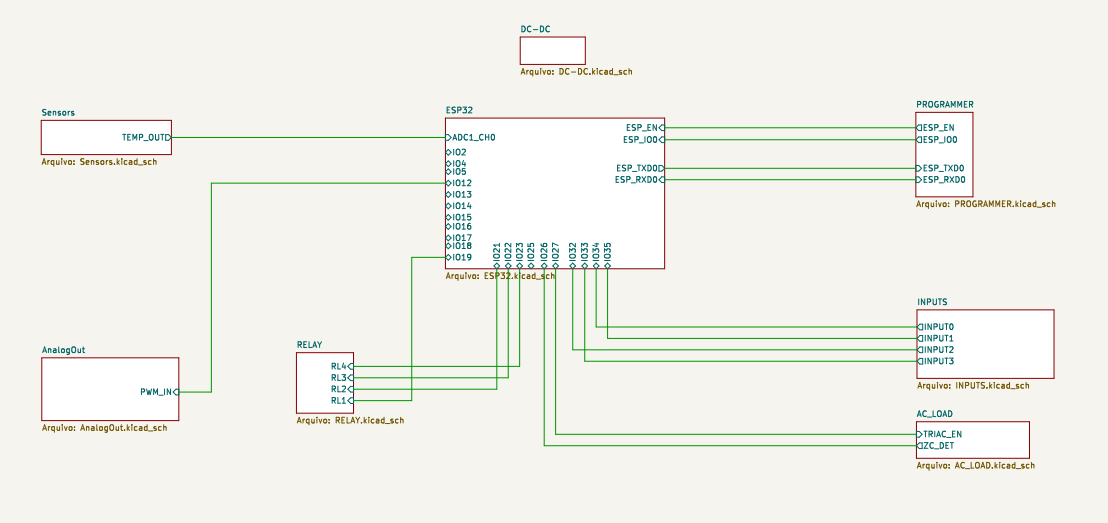 DC-DC
Arquivo: DC-DC.kicad_sch
Sensors
TEMP_OUT
Arquivo: Sensors.kicad_sch
ESP32
ADC1_CH0
IO2
IO4
IO5
IO12
IO13
IO14
IO15
IO16
IO17
IO18
IO19
ESP_EN
ESP_IO0
ESP_TXD0
ESP_RXD0
IO21
IO22
IO23
IO25
IO26
IO27
IO32
IO33
IO34
IO35
Arquivo: ESP32.kicad_sch
PROGRAMMER
ESP_EN
ESP_IO0
ESP_TXD0
ESP_RXD0
Arquivo: PROGRAMMER.kicad_sch
AnalogOut
PWM_IN
Arquivo: AnalogOut.kicad_sch
RELAY
RL4
RL3
RL2
RL1
Arquivo: RELAY.kicad_sch
INPUTS
INPUT0
INPUT1
INPUT2
INPUT3
Arquivo: INPUTS.kicad_sch
AC_LOAD
TRIAC_EN
ZC_DET
Arquivo: AC_LOAD.kicad_sch